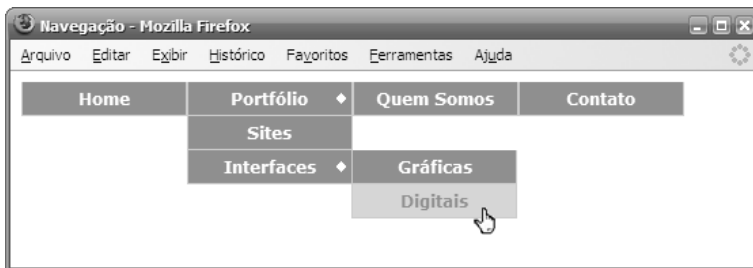 Navegação - Mozilla Firefox
Arquivo Editar Exibir Histórico Favoritos Ferramentas Ajuda
Home Portfólio Quem Somos Contato
Sites
Interfaces Gráficas
Digitais